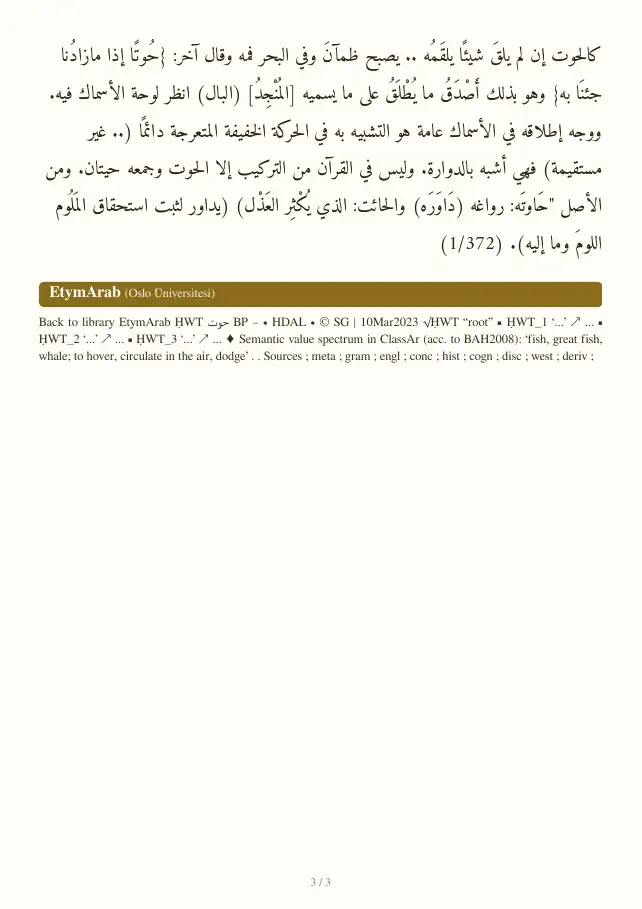 كالحوت إن لم يلقَ شيئًا يلقَمُه .. يصبح ظمآنَ وفي البحر فمه وقال آخر: {حُوتًا إذا مازادُنا
جئنَا به{ وهو بذلك أَصْدَقُ ما يُطْلَقُ على ما يسميه [المُنْجِدُ] (البال) انظر لوحة الأسماك فيه.
ووجه إطلاقه في الأسماك عامة هو التشبيه به في الحركة الخفيفة المتعرجة دائمًا (.. غير
مستقيمة) فهي أشبه بالدوارة. وليس في القرآن من التركيب إلا الحوت وجمعه حيتان. ومن
الأصل "حَاوتَه: رواغه (دَاوَرَه) والحائت: الذي يُكْثِر العَذْل) (يداور لثبت استحقاق المَلُوم
اللومَ وما إليه). (1/372)
EtymArab (Oslo Üniversitesi)
Back to library EtymArab ḤWT حوت BP – • HDAL • © SG | 10Mar2023 √ḤWT “root” ▪ ḤWT_1 ‘...’ ↗ ... ▪
ḤWT_2 ‘...’ ↗ ... ▪ ḤWT_3 ‘...’ ↗ ... ♦ Semantic value spectrum in ClassAr (acc. to BAH2008): ‘fish, great fish,
whale; to hover, circulate in the air, dodge’ . . Sources ; meta ; gram ; engl ; conc ; hist ; cogn ; disc ; west ; deriv ;
3 / 3